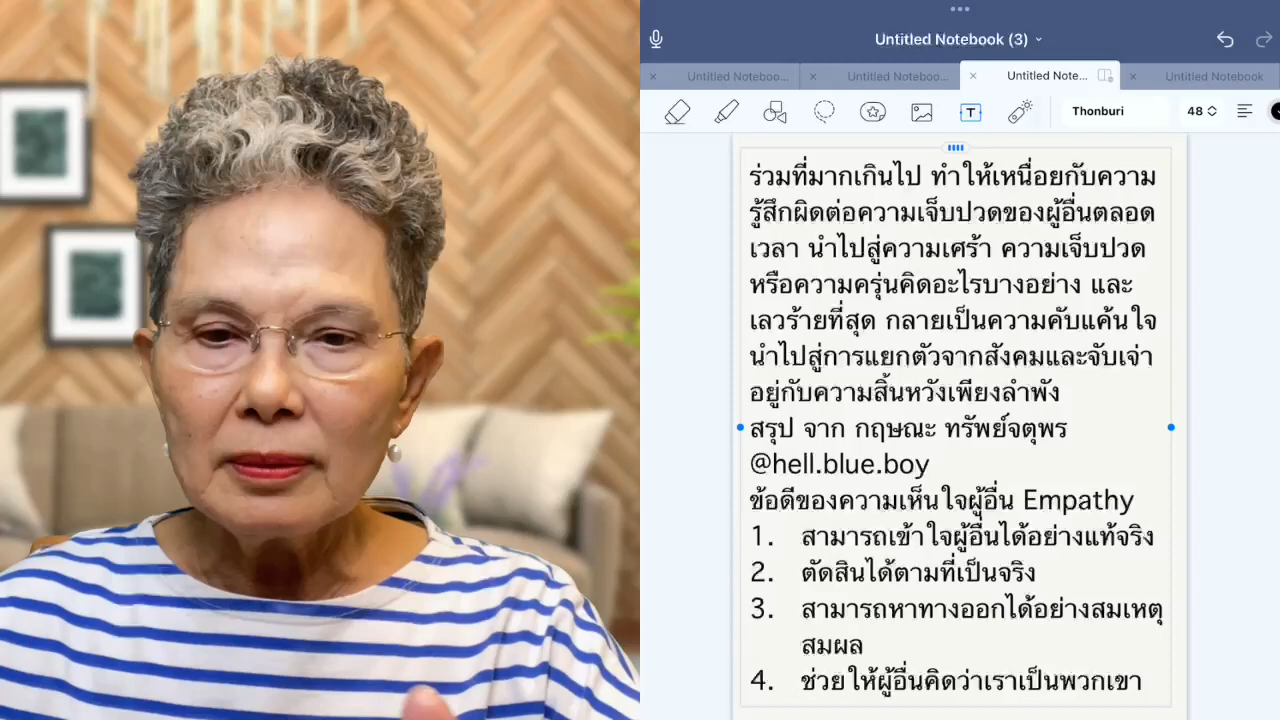 Untitled Notebook (3)
Untitled Noteboo...
Untitled Noteboo...
Untitled Note...
Untitled Notebook
T
Thonburi
48
ร่วมที่มากเกินไป ทำให้เหนื่อยกับความ
รู้สึกผิดต่อความเจ็บปวดของผู้อื่นตลอด
เวลา นำไปสู่ความเศร้า ความเจ็บปวด
หรือความครุ่นคิดอะไรบางอย่าง และ
เลวร้ายที่สุด กลายเป็นความคับแค้นใจ
นำไปสู่การแยกตัวจากสังคมและจับเจ่า
อยู่กับความสิ้นหวังเพียงลำพัง
สรุป จาก กฤษณะ ทรัพย์จตุพร
@hell.blue.boy
ข้อดีของความเห็นใจผู้อื่น Empathy
1. สามารถเข้าใจผู้อื่นได้อย่างแท้จริง
2. ตัดสินได้ตามที่เป็นจริง
3. สามารถหาทางออกได้อย่างสมเหตุ
สมผล
4. ช่วยให้ผู้อื่นคิดว่าเราเป็นพวกเขา